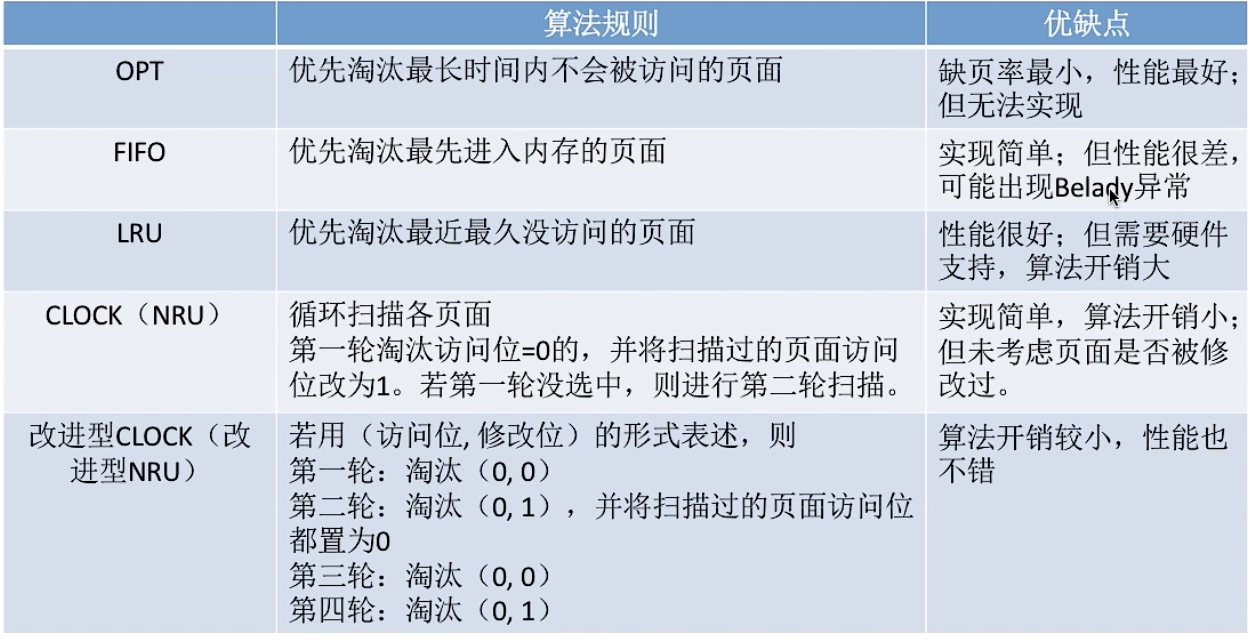 算法规则 优缺点
OPT 优先淘汰最长时间内不会被访问的页面 缺页率最小，性能最好；
但无法实现
FIFO 优先淘汰最先进入内存的页面 实现简单；但性能很差，
可能出现Belady异常
LRU 优先淘汰最近最久没访问的页面 性能很好；但需要硬件
支持，算法开销大
CLOCK（NRU） 循环扫描各页面 实现简单，算法开销小；
第一轮淘汰访问位=0的，并将扫描过的页面访问 但未考虑页面是否被修
位改为1。若第一轮没选中，则进行第二轮扫描。 改过。
改进型CLOCK（改 若用（访问位, 修改位）的形式表述，则 算法开销较小，性能也
进型NRU） 第一轮：淘汰（0, 0） 不错
第二轮：淘汰（0, 1），并将扫描过的页面访问位
都置为0
第三轮：淘汰（0, 0）
第四轮：淘汰（0, 1）